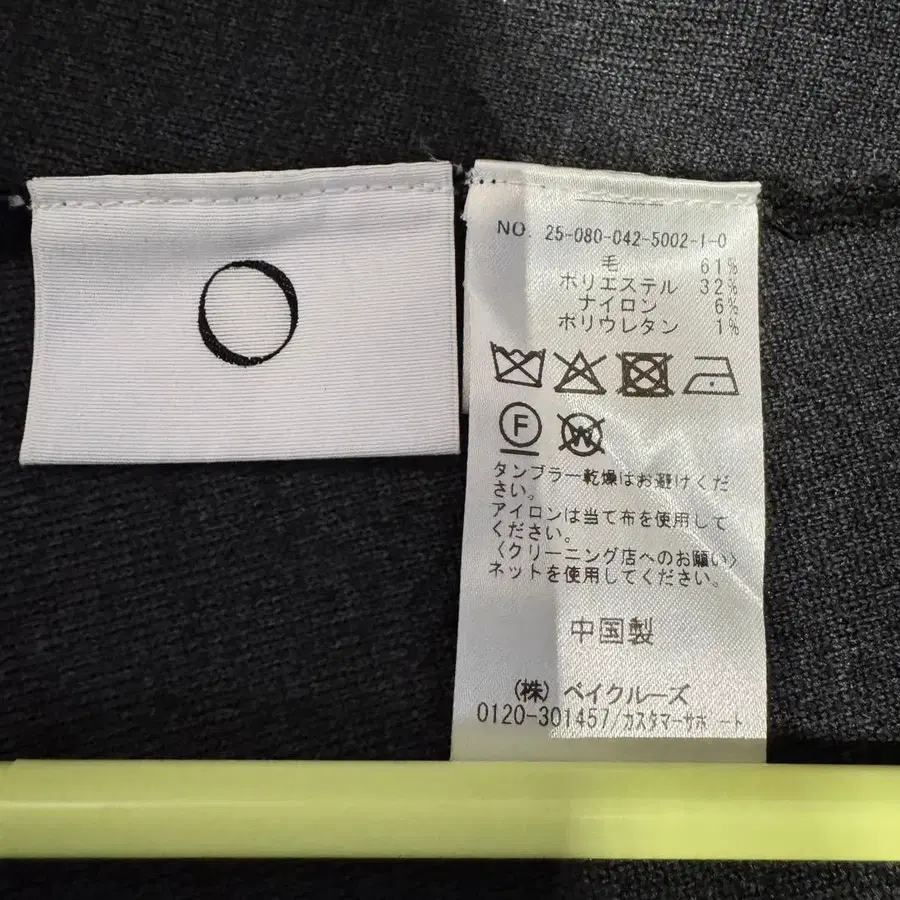 O
NO. 25-080-042-5002-1-0
毛 61%
ポリエステル 32%
ナイロン 6%
ポリウレタン 1%
F W
タンブラー乾燥はお避けくだ
さい。
アイロンは当て布を使用して
ください。
〈クリーニング店へのお願い〉
ネットを使用してください。
中国製
(株) ベイクルーズ
0120-301457/カスタマーサポート